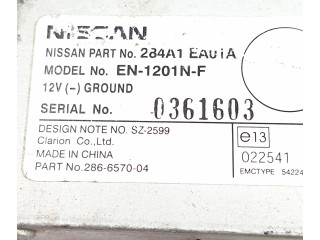 NISSAN
NISSAN PART No. 284A1 EA01A
MODEL No. EN-1201N-F
12V (-) GROUND
SERIAL No. 0361603
DESIGN NOTE NO. SZ-2599
Clarion Co., Ltd.
MADE IN CHINA
PART No.286-6570-04
e13
022541
EMCTYPE 54224